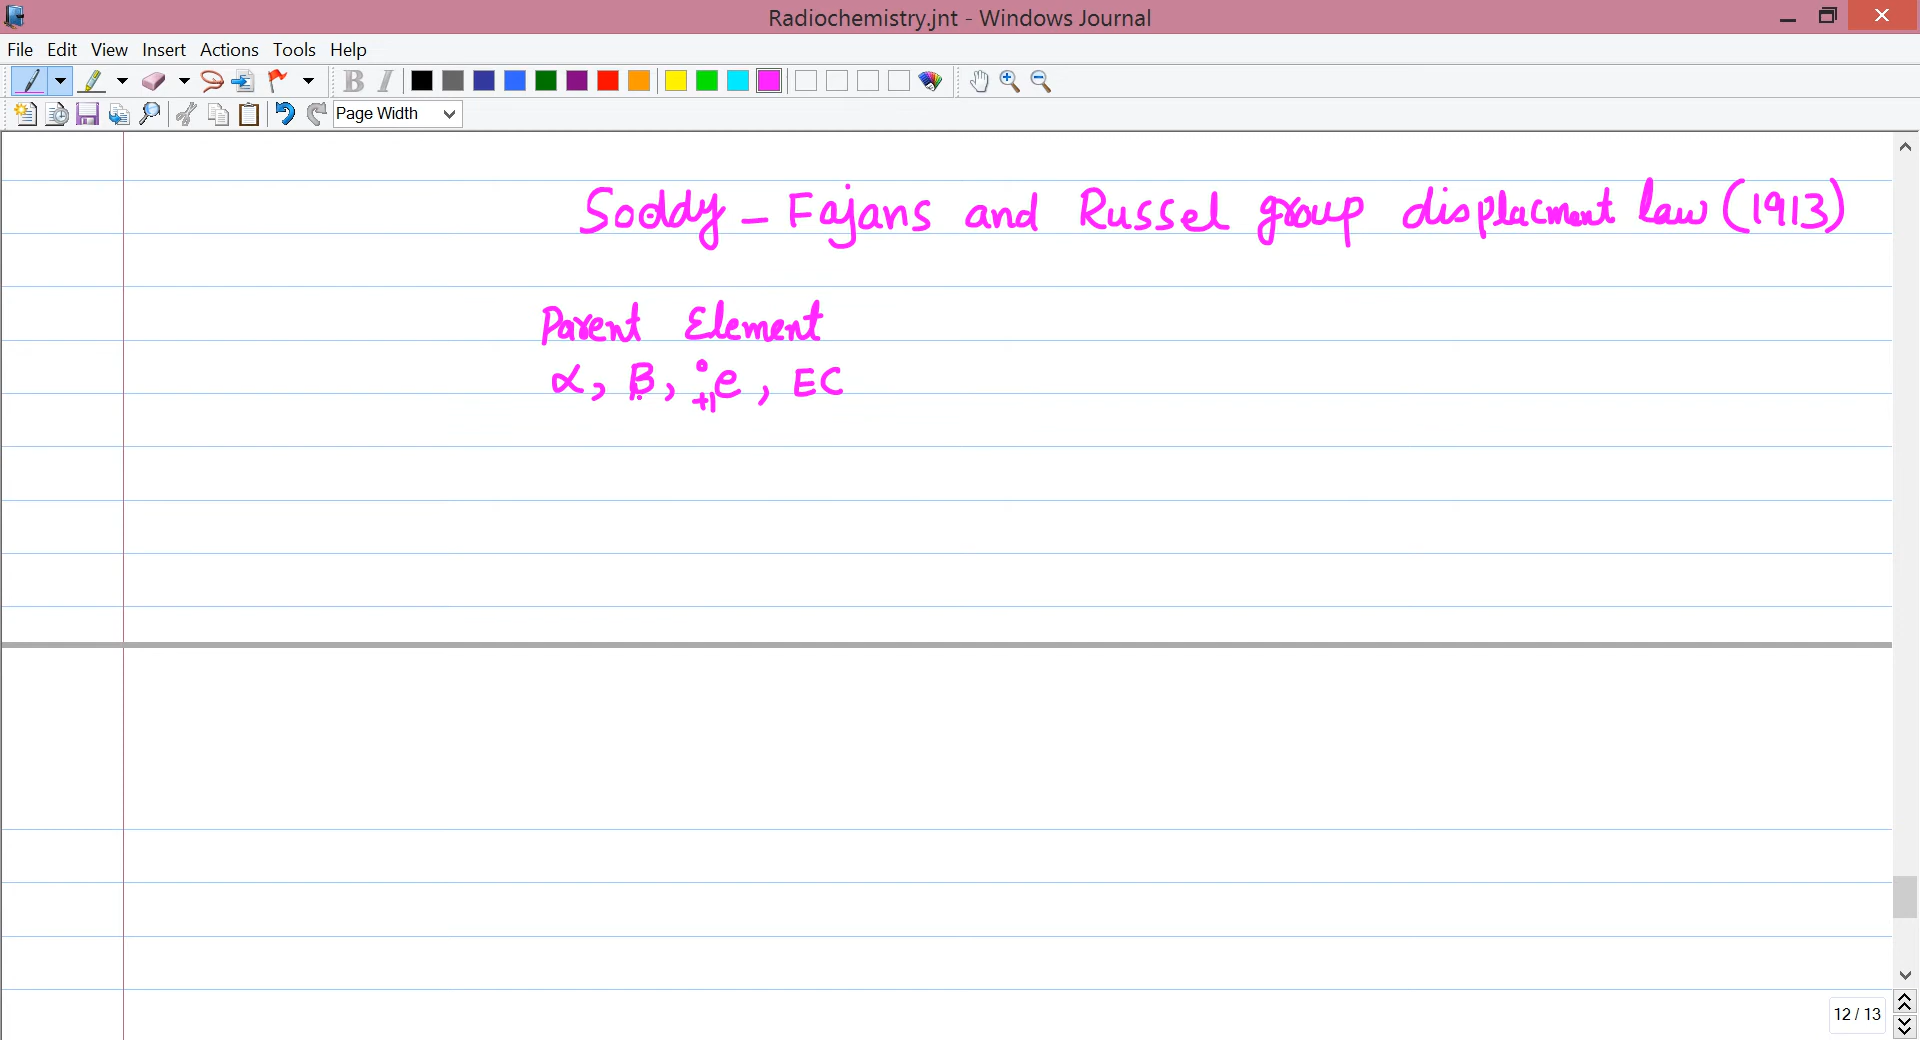 Radiochemistry.jnt - Windows Journal
File Edit View Insert Actions Tools Help
B I
Page Width
Soddy - Fajans and Russel group displacment law (1913)
Parent Element
α, β, ⁰₊₁e, EC
12 / 13